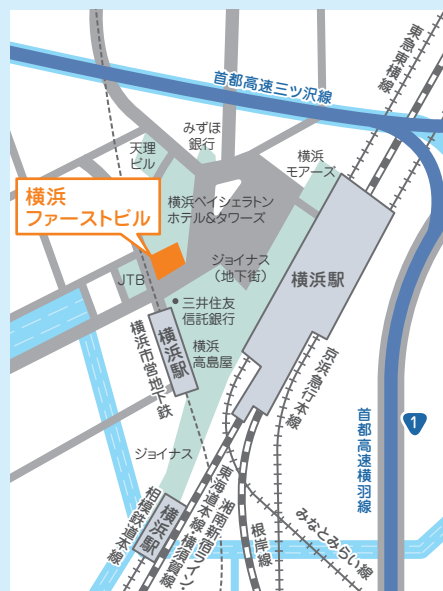 東急東横線
首都高速三ツ沢線
みずほ
銀行
天理
ビル
横浜
モアーズ
横浜
ファーストビル
横浜ベイシェラトン
ホテル&タワーズ
ジョイナス
(地下街)
横浜駅
JTB
三井住友
信託銀行
横浜駅
横浜市営地下鉄
横浜
高島屋
京浜急行本線
首都高速横羽線
1
ジョイナス
横浜駅
相模鉄道本線
湘南新宿ライン・
東海道本線・横須賀線
根岸線
みなとみらい線